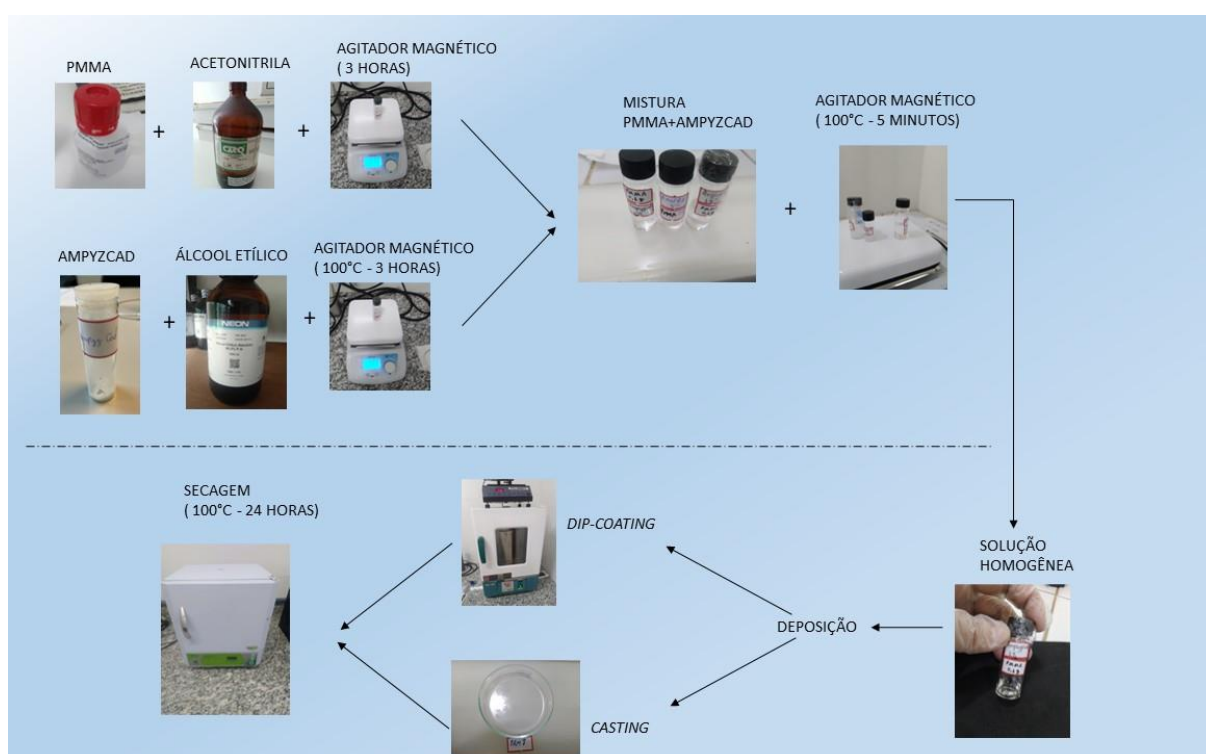 PMMA
ACETONITRILA
AGITADOR MAGNÉTICO
( 3 HORAS)
+
+
AMPYZCAD
ÁLCOOL ETÍLICO
AGITADOR MAGNÉTICO
( 100°C - 3 HORAS)
+
+
NEON
MISTURA
PMMA+AMPYZCAD
AGITADOR MAGNÉTICO
( 100°C - 5 MINUTOS)
+
SOLUÇÃO
HOMOGÊNEA
DEPOSIÇÃO
DIP-COATING
CASTING
SECAGEM
( 100°C - 24 HORAS)